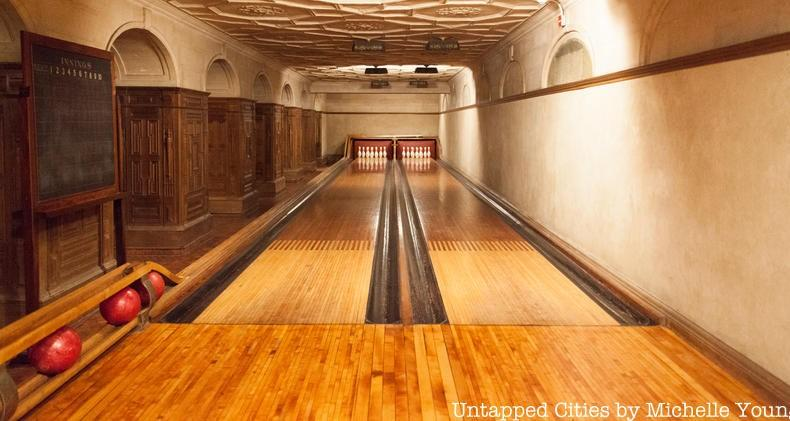 INNINGS
1 2 3 4 5 6 7 8 9 10
Untapped Cities by Michelle Young